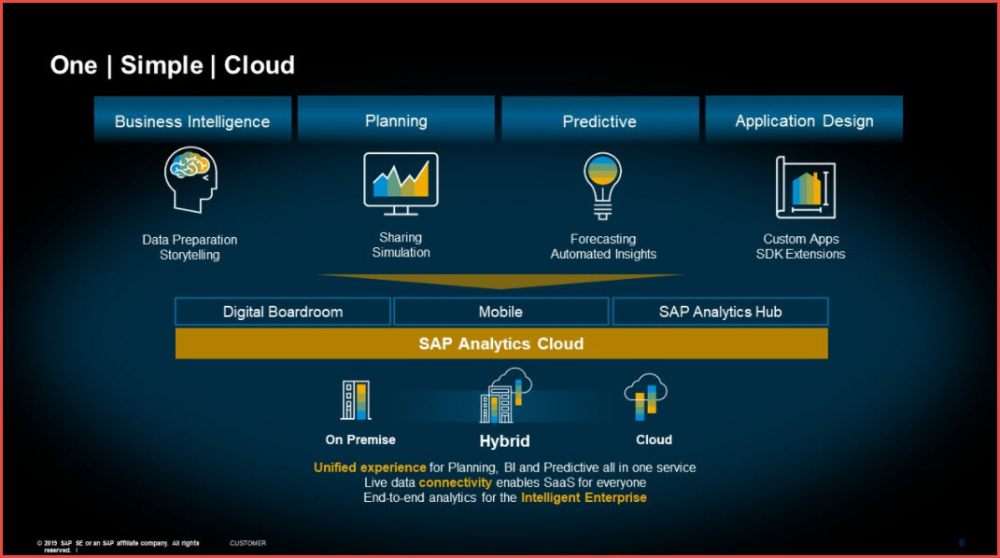 One | Simple | Cloud
Business Intelligence
Planning
Predictive
Application Design
Data Preparation
Storytelling
Sharing
Simulation
Forecasting
Automated Insights
Custom Apps
SDK Extensions
Digital Boardroom
Mobile
SAP Analytics Hub
SAP Analytics Cloud
On Premise
Hybrid
Cloud
Unified experience for Planning, BI and Predictive all in one service
Live data connectivity enables SaaS for everyone
End-to-end analytics for the Intelligent Enterprise
© 2019 SAP SE or an SAP affiliate company. All rights
reserved. |
CUSTOMER
0